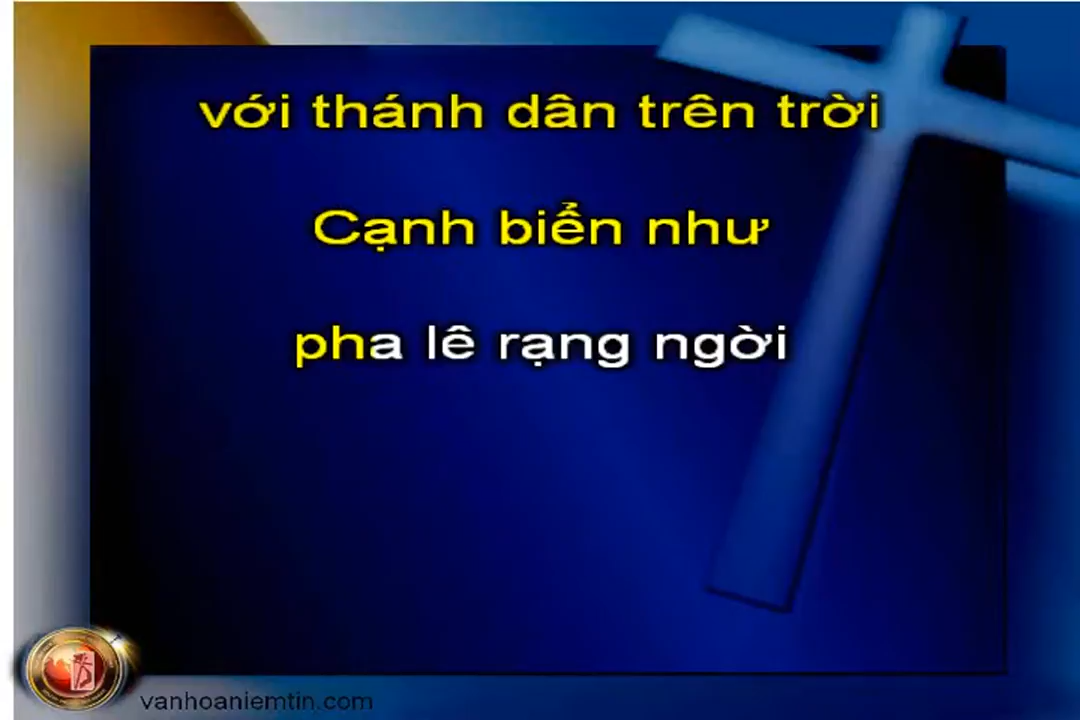 với thánh dân trên trời
Cạnh biển như
pha lê rạng ngời
vanhoaniemtin.com